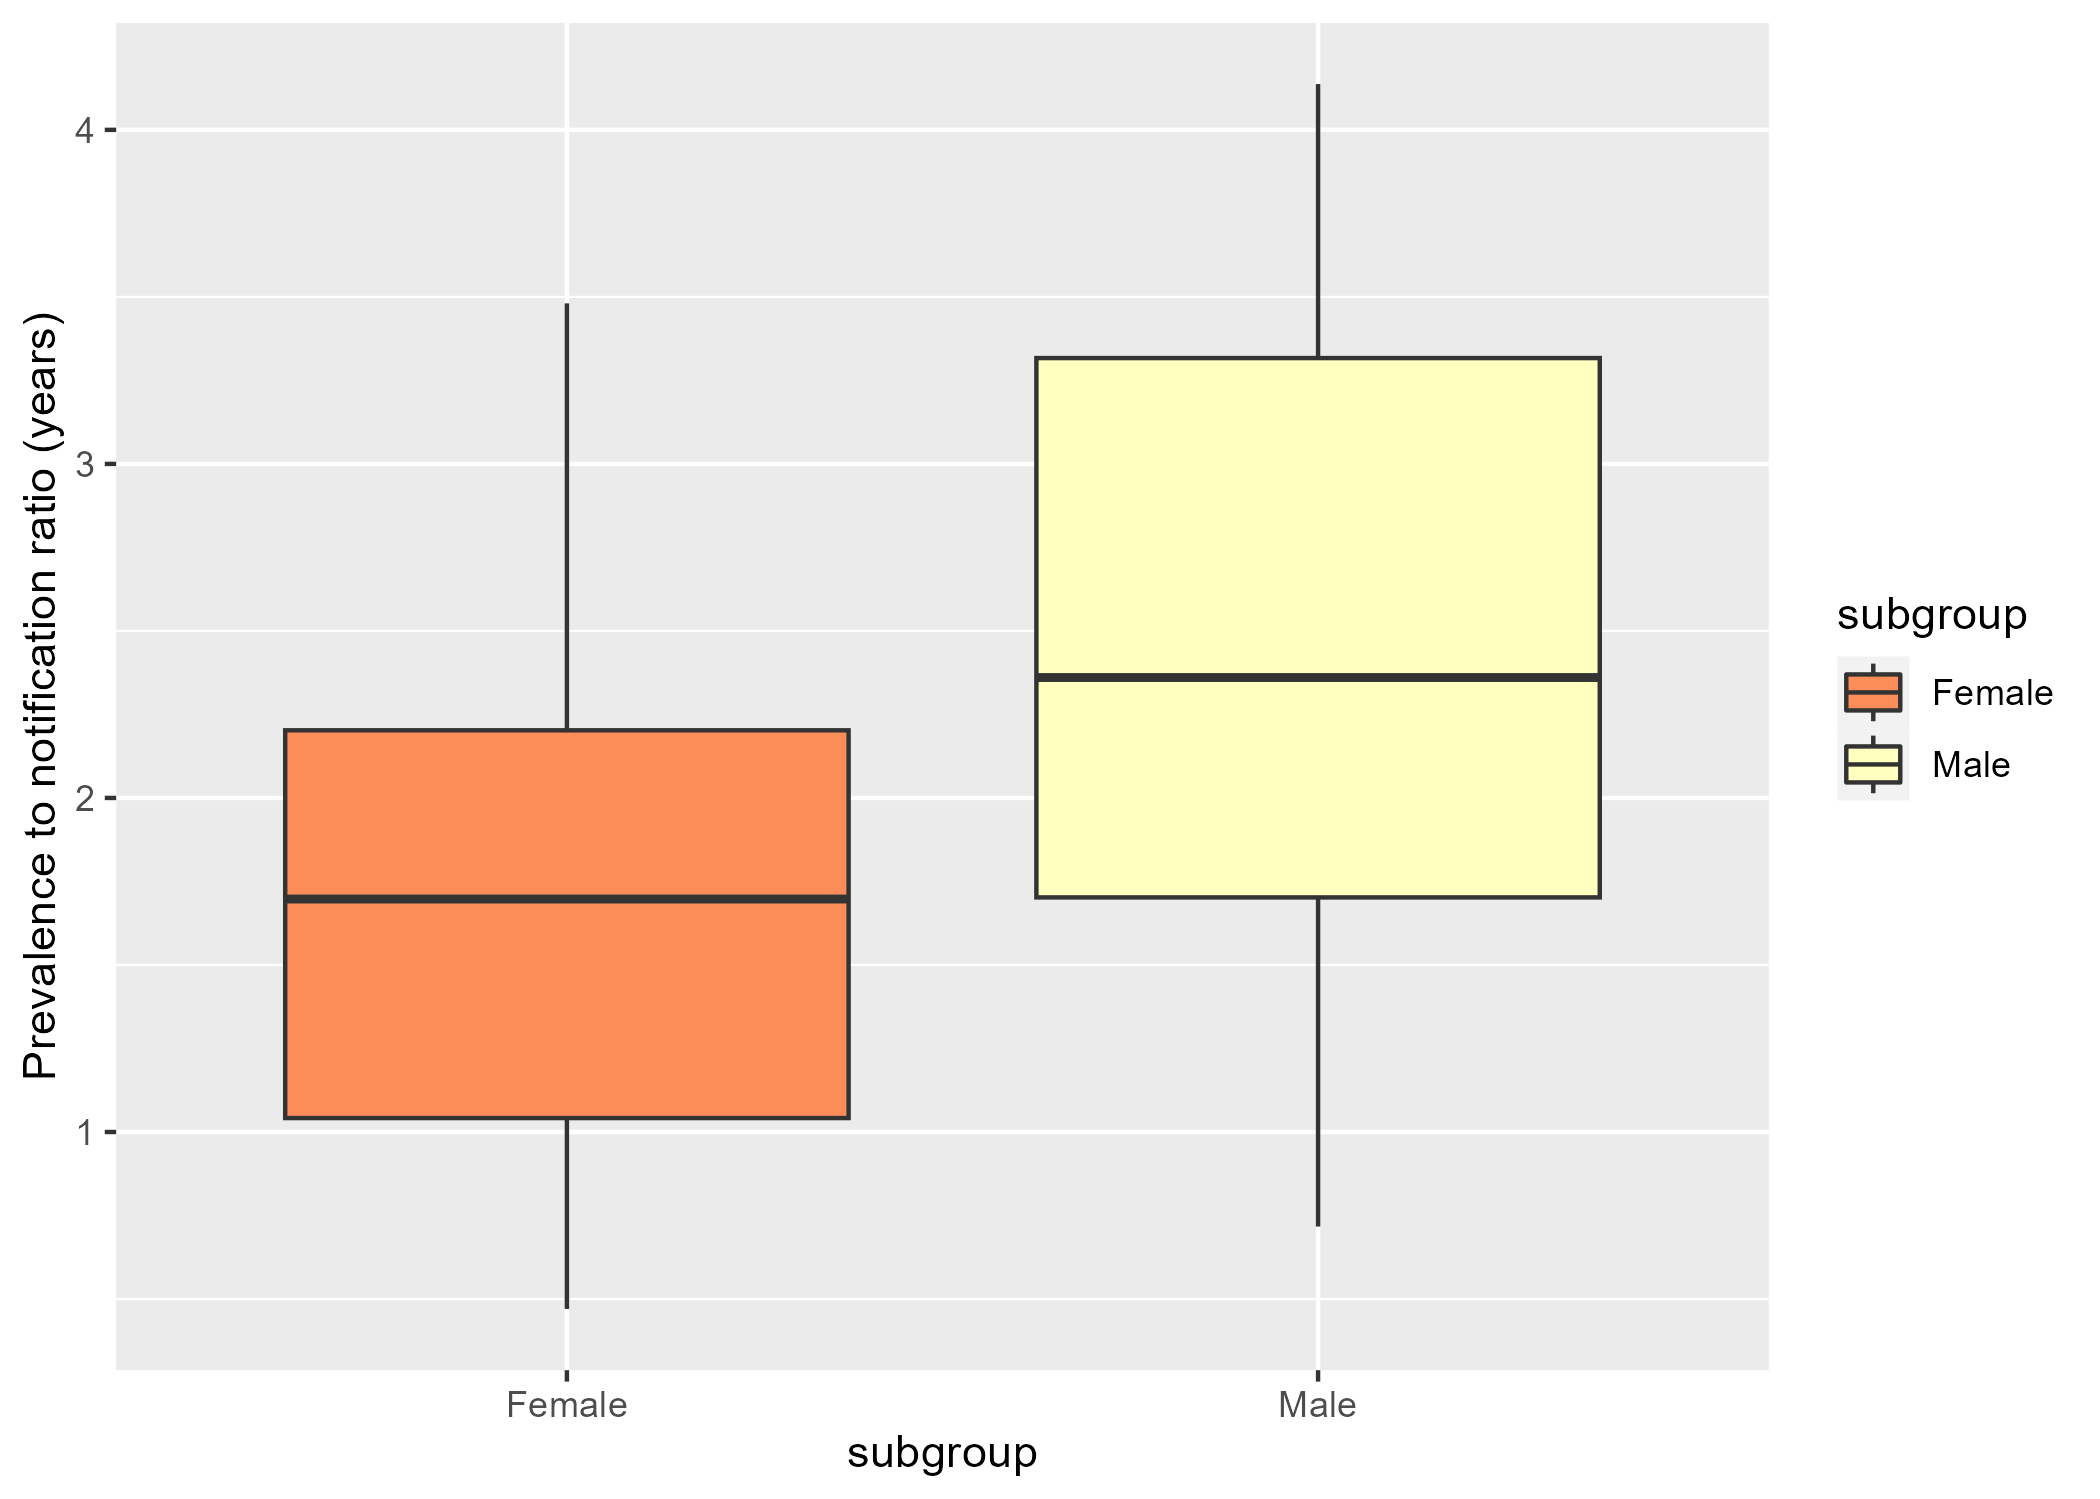 Prevalence to notification ratio (years)
4
3
2
1
Female
Male
subgroup
subgroup
Female
Male